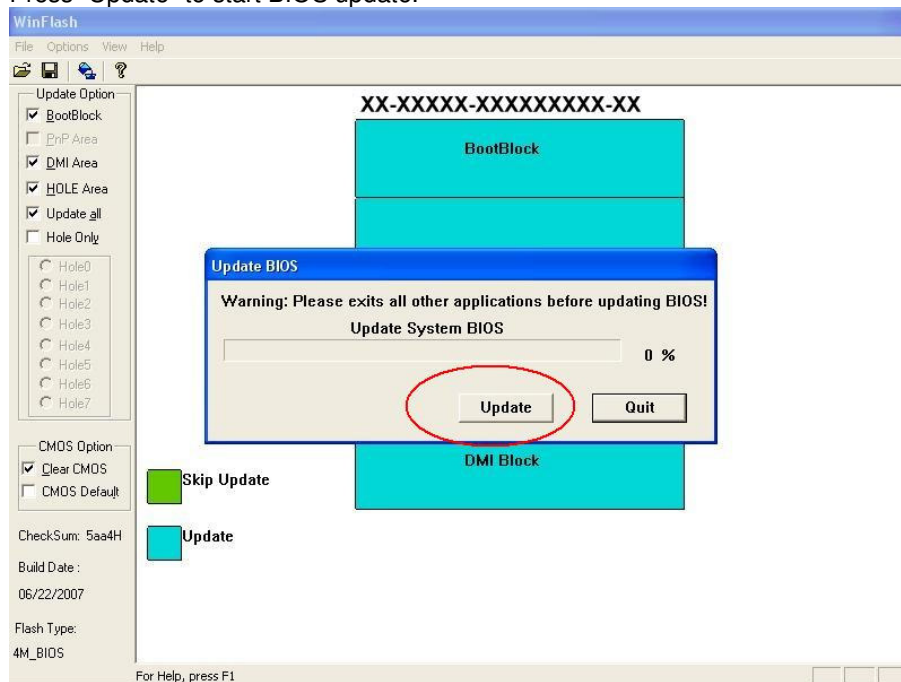 Press "Update" to start BIOS update.
WinFlash
File Options View Help
Update Option
BootBlock
PnP Area
DMI Area
HOLE Area
Update all
Hole Only
Hole0
Hole1
Hole2
Hole3
Hole4
Hole5
Hole6
Hole7
CMOS Option
Clear CMOS
CMOS Default
CheckSum: 5aa4H
Build Date :
06/22/2007
Flash Type:
4M_BIOS
XX-XXXXX-XXXXXXXXX-XX
BootBlock
Update BIOS
Warning: Please exits all other applications before updating BIOS!
Update System BIOS
0 %
Update
Quit
DMI Block
Skip Update
Update
For Help, press F1